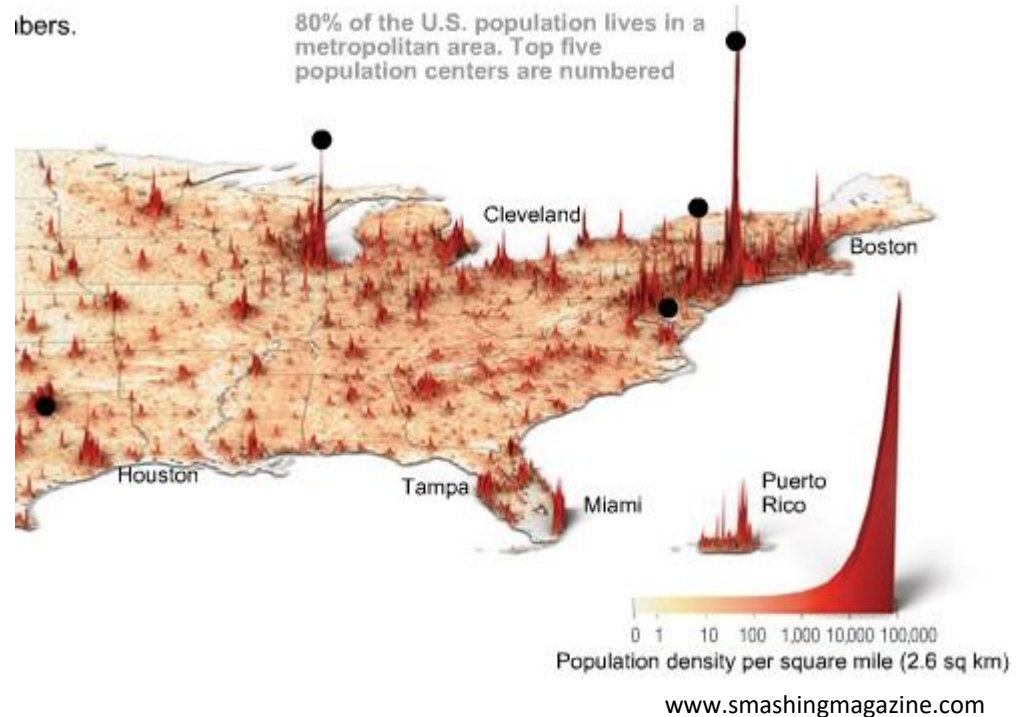 ibers.
80% of the U.S. population lives in a
metropolitan area. Top five
population centers are numbered
Cleveland
Boston
Houston
Tampa
Miami
Puerto
Rico
0 1 10 100 1,000 10,000 100,000
Population density per square mile (2.6 sq km)
www.smashingmagazine.com